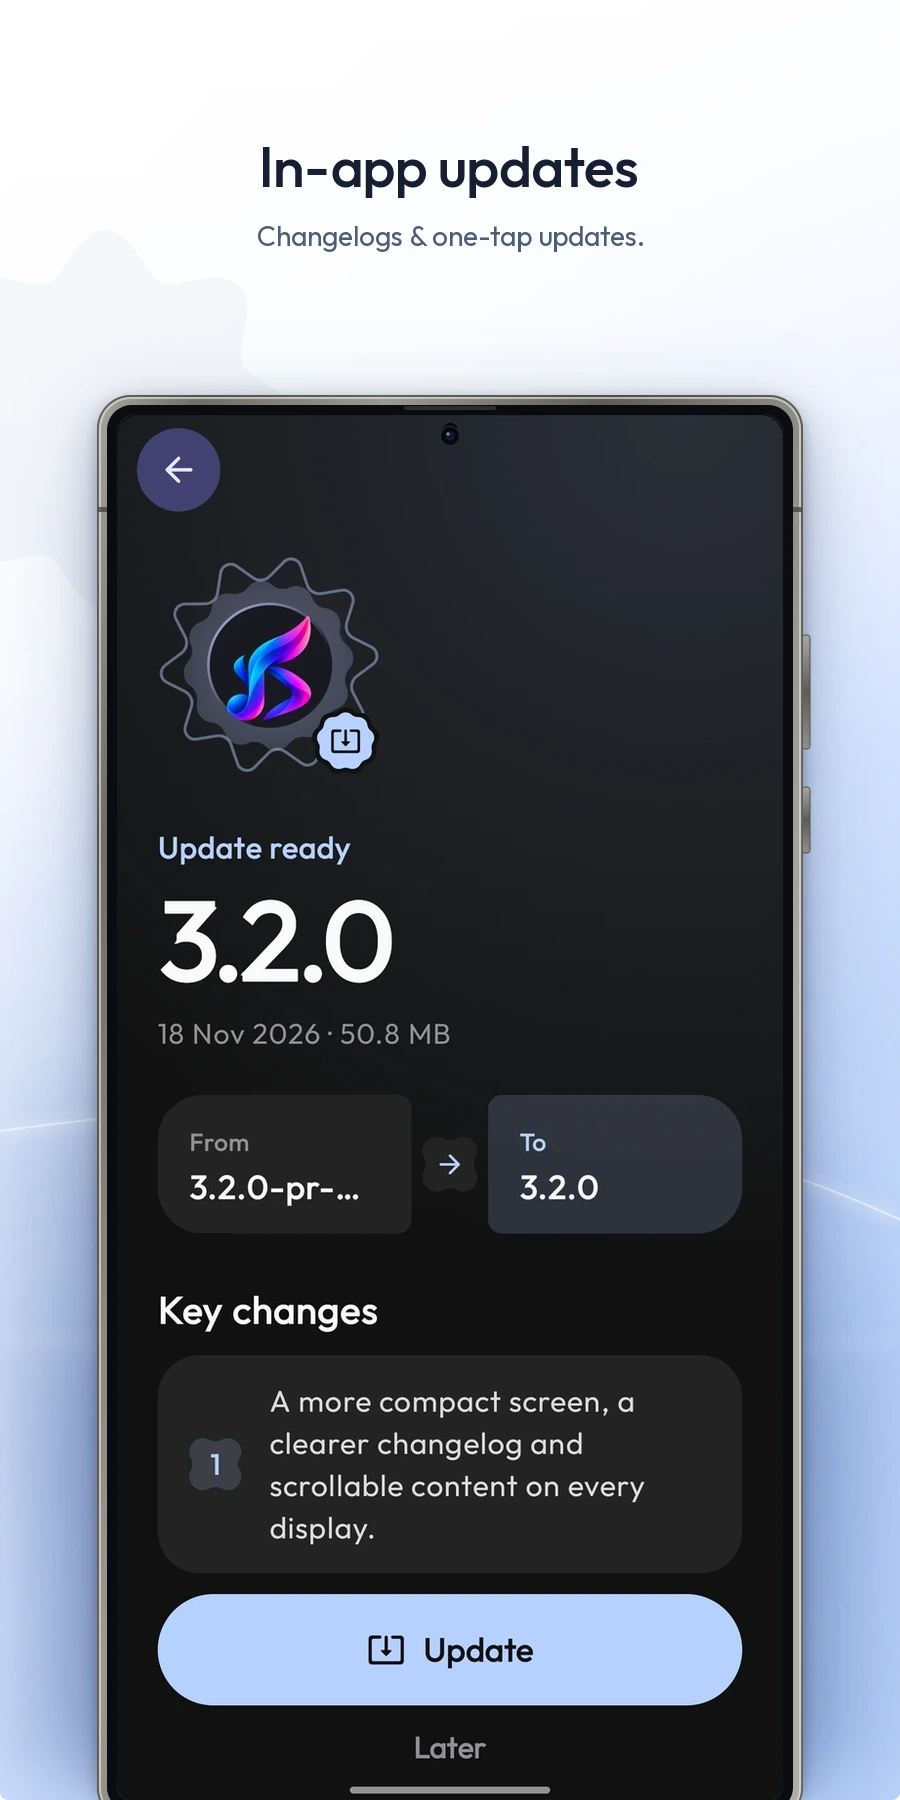 In-app updates
Changelogs & one-tap updates.
Update ready
3.2.0
18 Nov 2026 · 50.8 MB
From
3.2.0-pr-...
To
3.2.0
Key changes
1
A more compact screen, a
clearer changelog and
scrollable content on every
display.
Update
Later